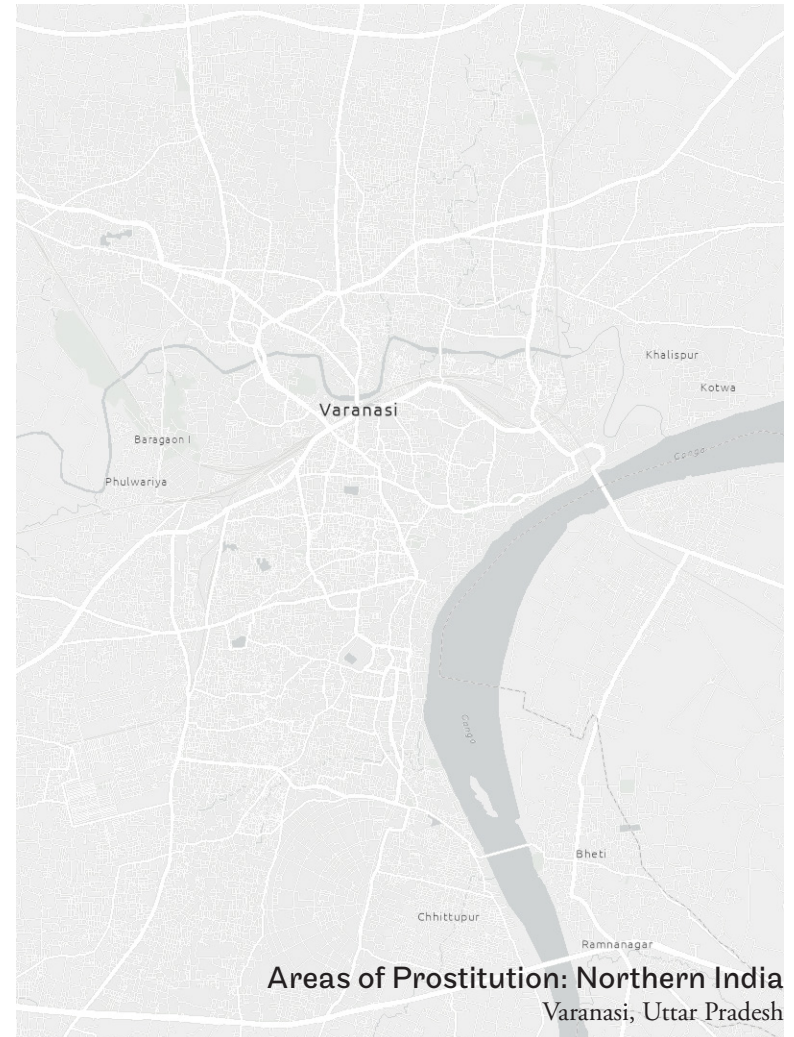 Khalispur
Kotwa
Varanasi
Baragaon I
Ganga
Phulwariya
Ganga
Bheti
Chhittupur
Ramnanagar
Areas of Prostitution: Northern India
Varanasi, Uttar Pradesh